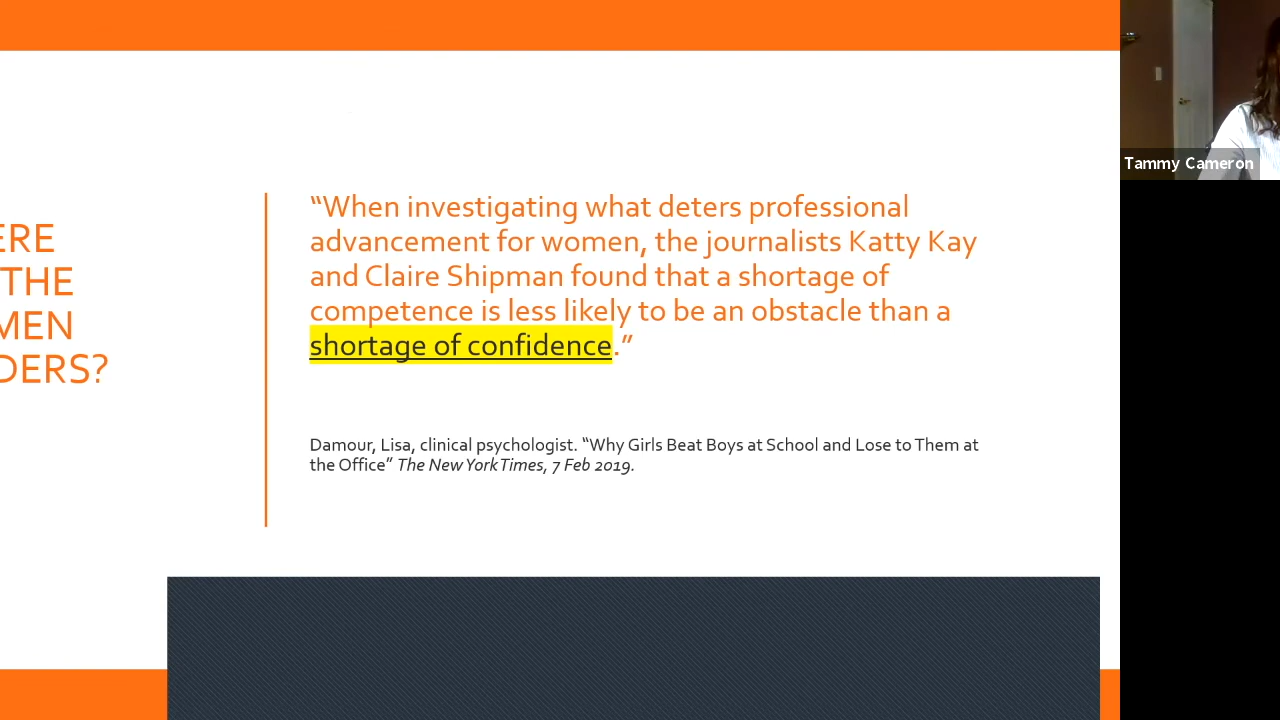 ERE
THE
MEN
DERS?
“When investigating what deters professional
advancement for women, the journalists Katty Kay
and Claire Shipman found that a shortage of
competence is less likely to be an obstacle than a
shortage of confidence.”
Damour, Lisa, clinical psychologist. “Why Girls Beat Boys at School and Lose to Them at
the Office” The New York Times, 7 Feb 2019.
Tammy Cameron